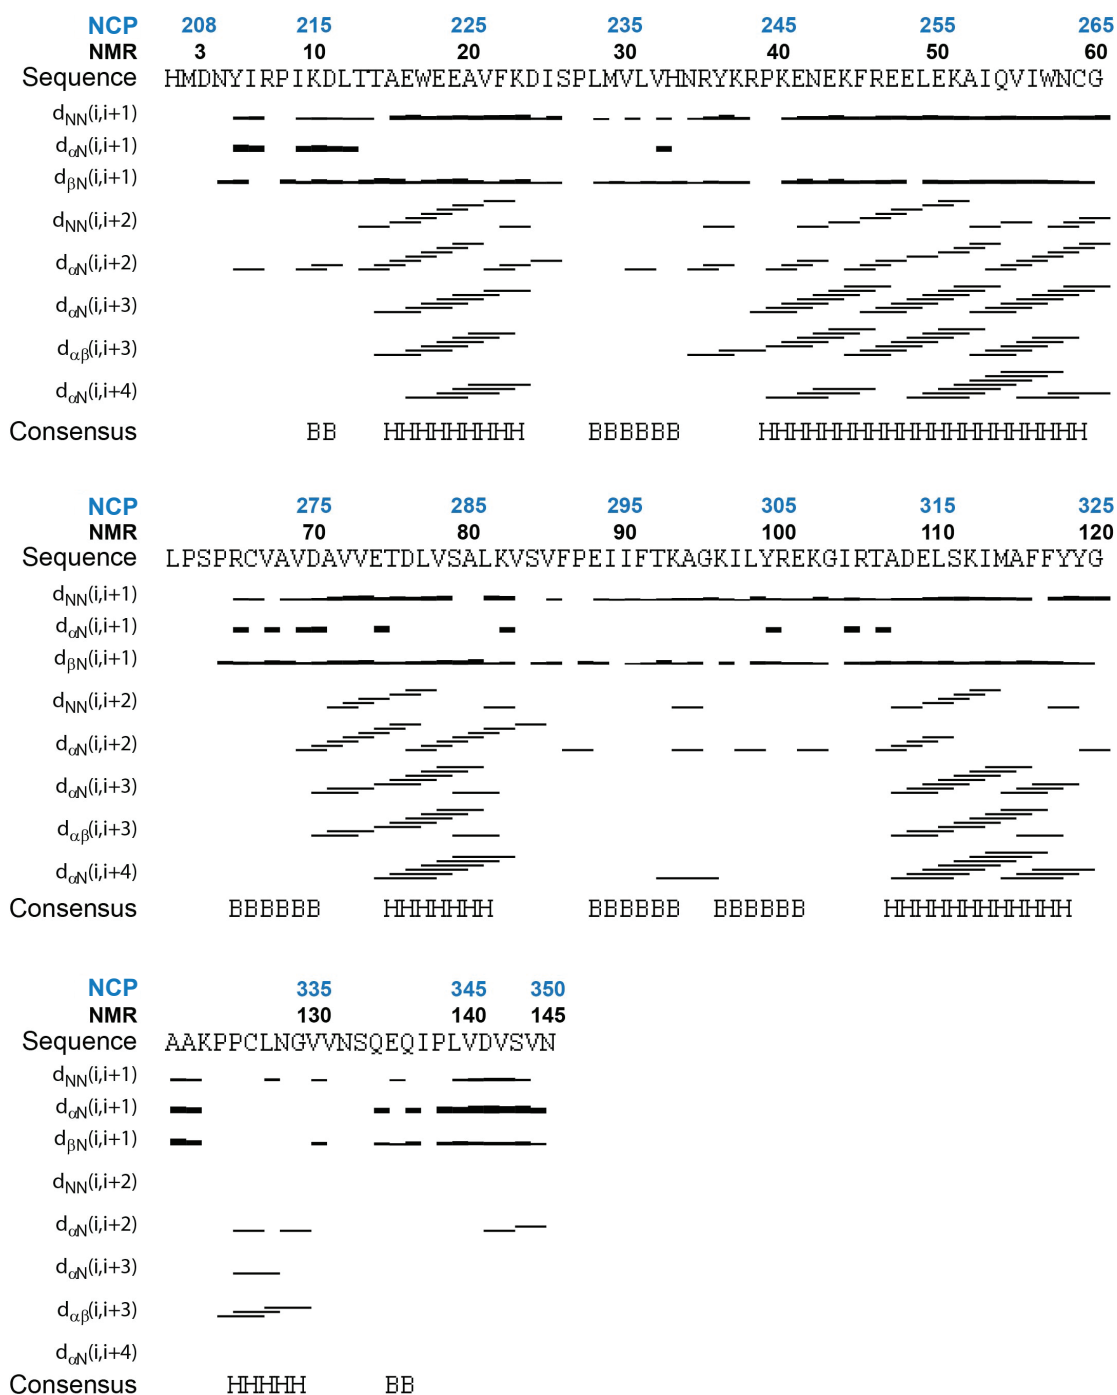 NCP 208 215 225 235 245 255 265
NMR 3 10 20 30 40 50 60
Sequence HMDNYIRPIKDLTTAEWEEAVFKDISPLMVLVHNRYKRPKENEKFREELEKAIQVIWNCG
dNN(i,i+1)
dαN(i,i+1)
dβN(i,i+1)
dNN(i,i+2)
dαN(i,i+2)
dαN(i,i+3)
dαβ(i,i+3)
dαN(i,i+4)
Consensus BB HHHHHHHHH BBBBBB HHHHHHHHHHHHHHHHHHHHH
NCP 275 285 295 305 315 325
NMR 70 80 90 100 110 120
Sequence LPSPRCVAVDAVVETDLVSALKVSVFPEIIFTKAGKILYREKGIRTADELSKIMAFFYYG
dNN(i,i+1)
dαN(i,i+1)
dβN(i,i+1)
dNN(i,i+2)
dαN(i,i+2)
dαN(i,i+3)
dαβ(i,i+3)
dαN(i,i+4)
Consensus BBBBBB HHHHHHH BBBBBB BBBBBB HHHHHHHHHHHH
NCP 335 345 350
NMR 130 140 145
Sequence AAKPPCLNGVVNSQEQIPLVDVSVN
dNN(i,i+1)
dαN(i,i+1)
dβN(i,i+1)
dNN(i,i+2)
dαN(i,i+2)
dαN(i,i+3)
dαβ(i,i+3)
dαN(i,i+4)
Consensus HHHHH BB